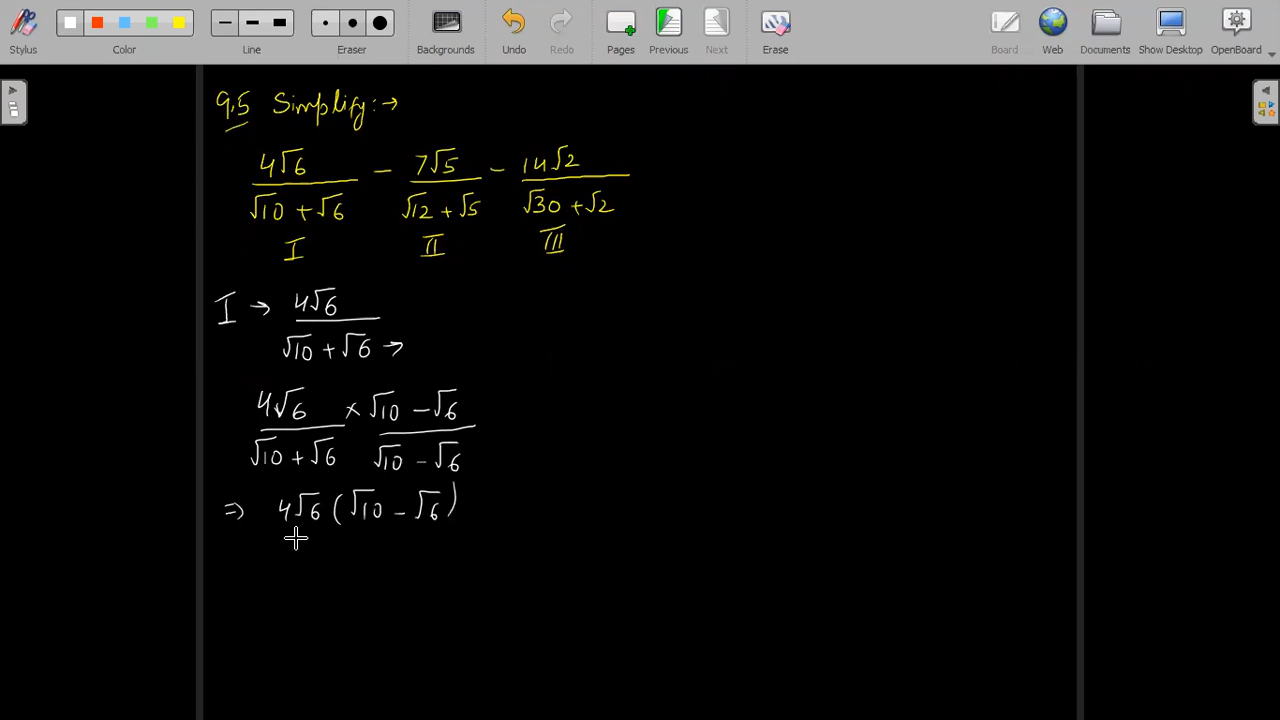 Stylus Color Line Eraser Backgrounds Undo Redo Pages Previous Next Erase Board Web Documents Show Desktop OpenBoard
9.5 Simplify:→
4√6/(√10+√6) − 7√5/(√12+√5) − 14√2/(√30+√2)
I II III
I → 4√6/(√10+√6) →
4√6/(√10+√6) × (√10−√6)/(√10−√6)
⇒ 4√6(√10−√6)